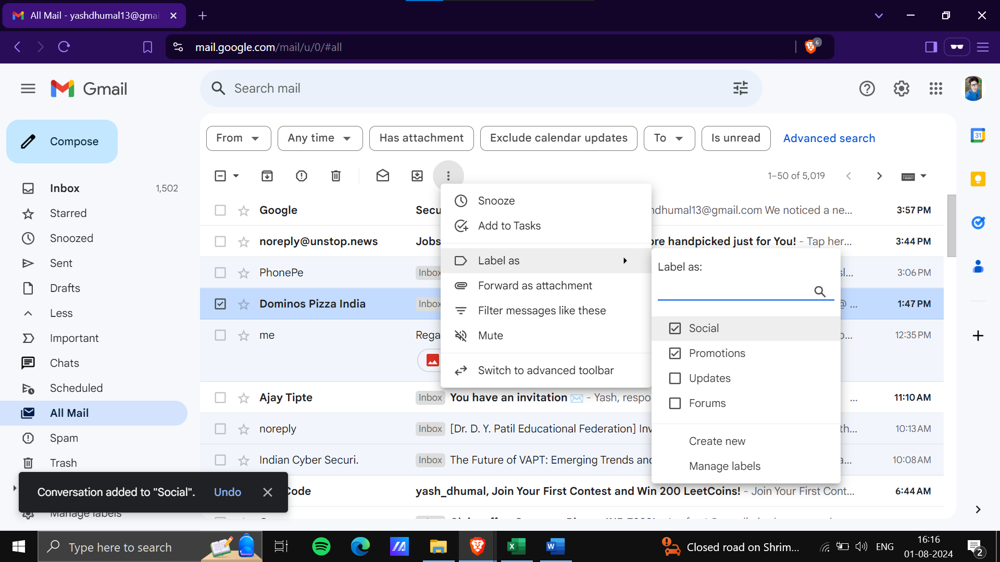 All Mail - yashdhumal13@gmai
mail.google.com/mail/u/0/#all
6
Gmail
Search mail
Compose
From
Any time
Has attachment
Exclude calendar updates
To
Is unread
Advanced search
31
1–50 of 5,019
Inbox 1,502
Starred
Snoozed
Sent
Drafts
Less
Important
Chats
Scheduled
All Mail
Spam
Trash
Manage labels
Google Secu dhumal13@gmail.com We noticed a ne... 3:57 PM
noreply@unstop.news Jobs re handpicked just for You! - Tap her... 3:44 PM
PhonePe Inbox 3:06 PM
Dominos Pizza India Inbox @ ... 1:47 PM
me Rega 12:35 PM
Ajay Tipte Inbox You have an invitation ✉️ - Yash, respo ... 11:10 AM
noreply Inbox [Dr. D. Y. Patil Educational Federation] Inv th... 10:13 AM
Indian Cyber Securi. Inbox The Future of VAPT: Emerging Trends and a... 10:08 AM
Code yash_dhumal, Join Your First Contest and Win 200 LeetCoins! - Join Your First Cont... 6:44 AM
Snooze
Add to Tasks
Label as
Forward as attachment
Filter messages like these
Mute
Switch to advanced toolbar
Label as:
Social
Promotions
Updates
Forums
Create new
Manage labels
Conversation added to "Social". Undo
Type here to search
Closed road on Shrim...
ENG
16:16
01-08-2024
2